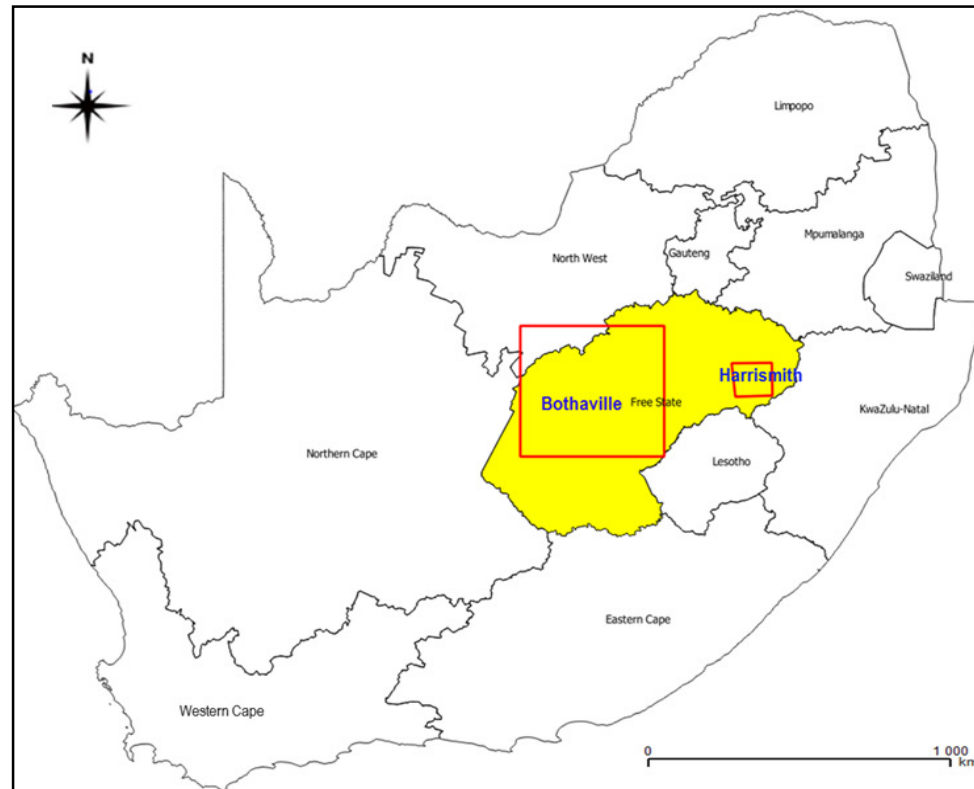 N
Limpopo
Mpumalanga
North West
Gauteng
Swaziland
Harrismith
Bothaville
Free State
KwaZulu-Natal
Northern Cape
Lesotho
Eastern Cape
Western Cape
0 1 000
km